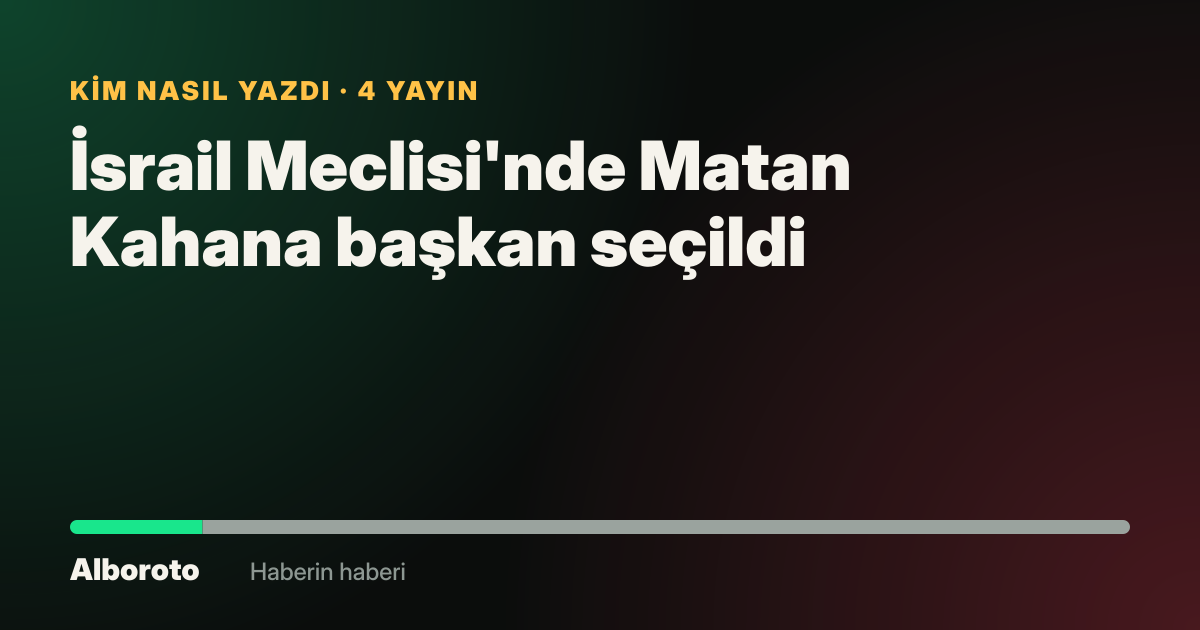 KİM NASIL YAZDI · 4 YAYIN
İsrail Meclisi'nde Matan
Kahana başkan seçildi
Alboroto
Haberin haberi